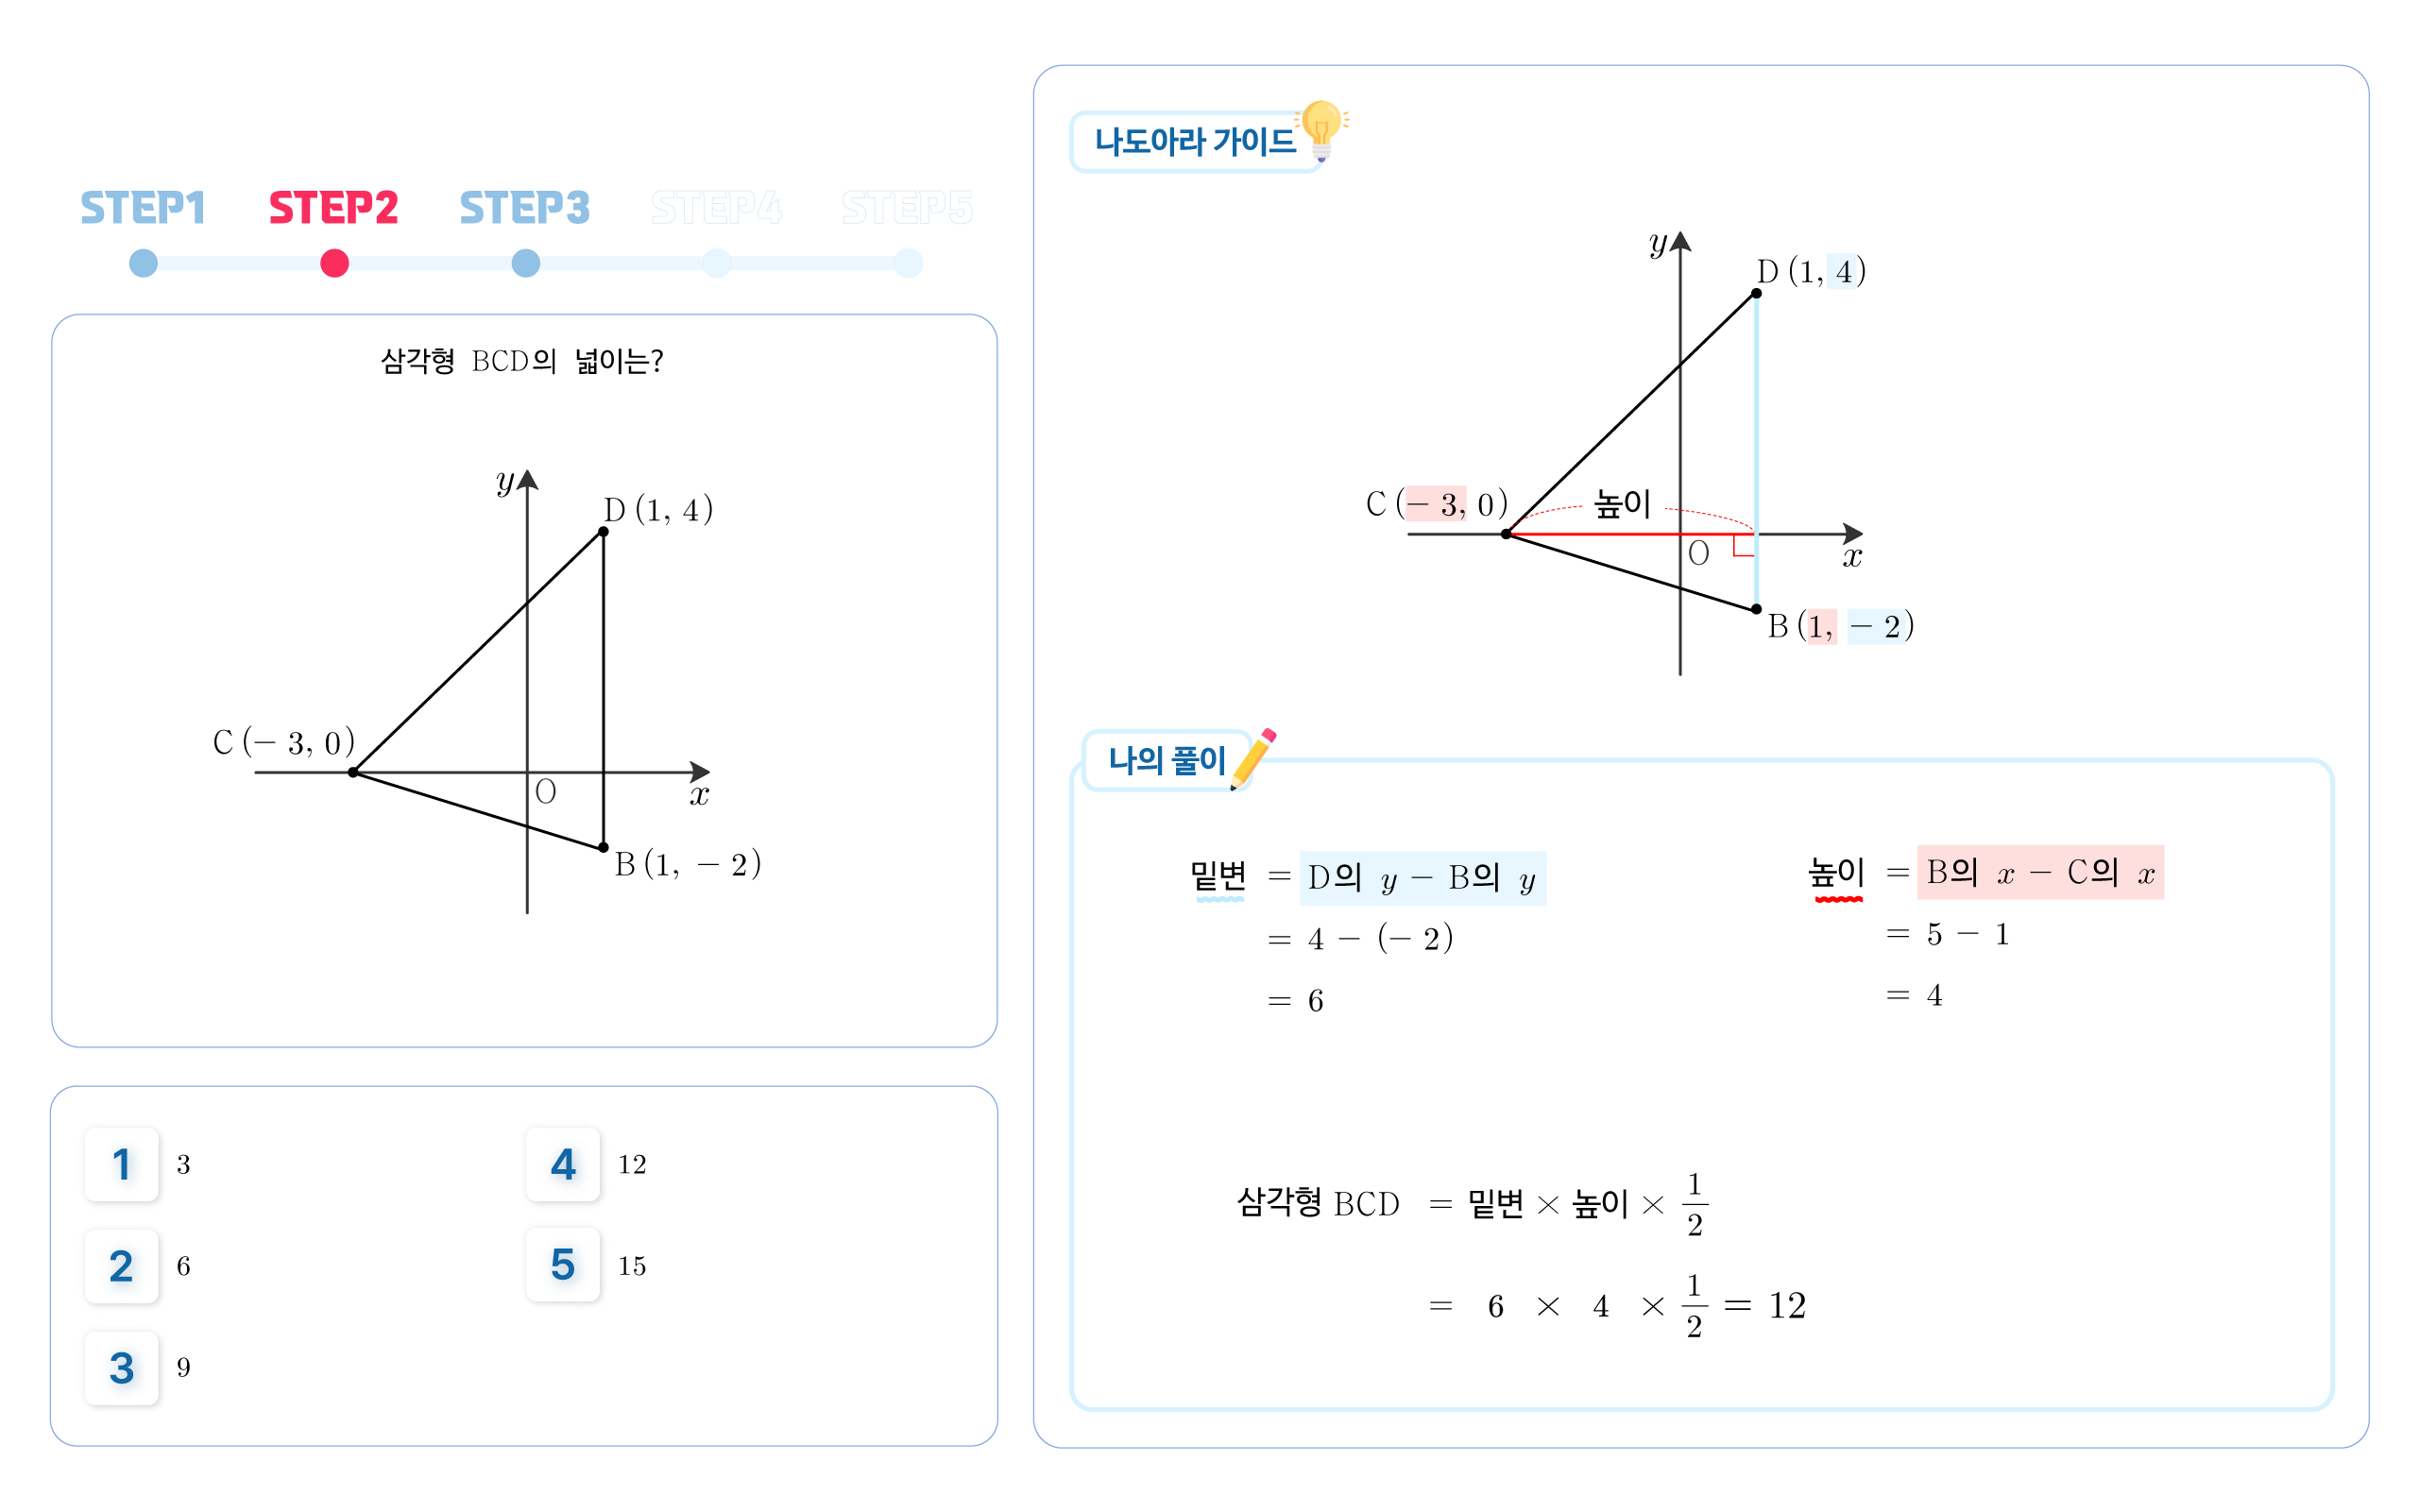 STEP1 STEP2 STEP3 STEP4 STEP5
삼각형 BCD의 넓이는?
y
D (1, 4)
C (− 3, 0)
O
x
B (1, − 2)
1 3
2 6
3 9
4 12
5 15
나도아라 가이드
y
D (1, 4)
C (− 3, 0)
높이
O
x
B (1, − 2)
나의 풀이
밑변 = D의 y − B의 y
= 4 − (− 2)
= 6
높이 = B의 x − C의 x
= 5 − 1
= 4
삼각형 BCD = 밑변 × 높이 × 1/2
= 6 × 4 × 1/2 = 12